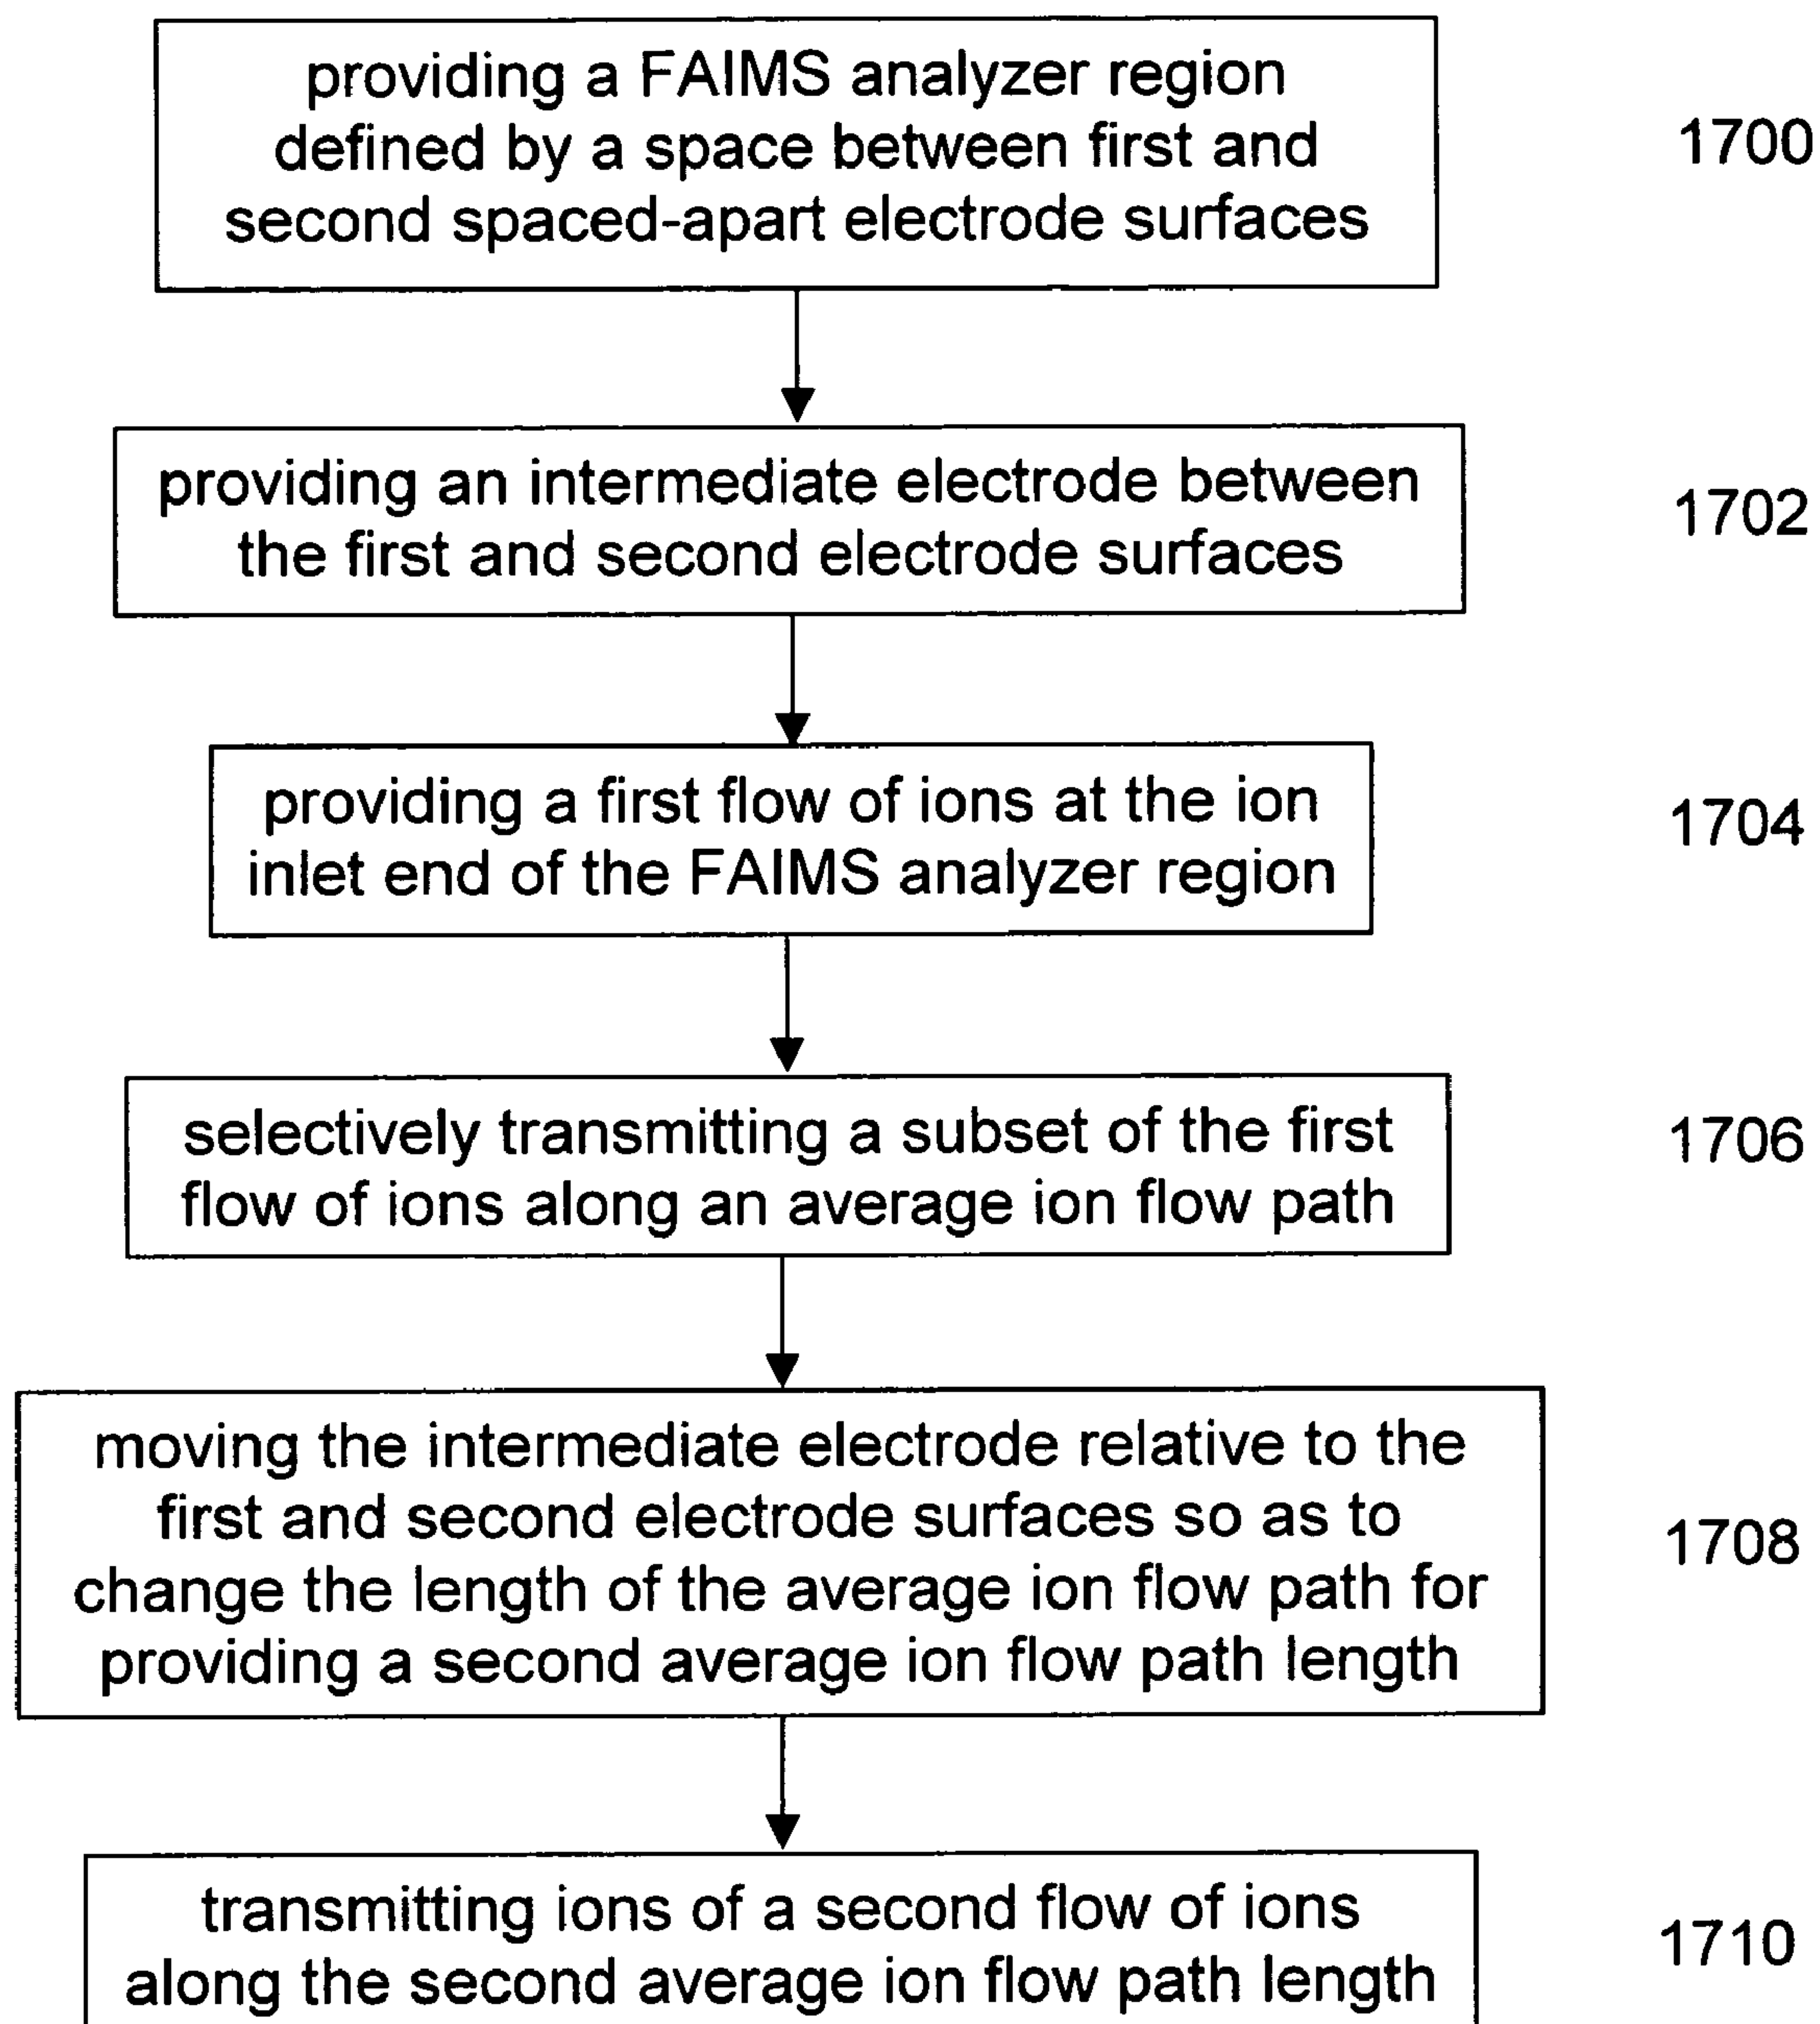 providing a FAIMS analyzer region
defined by a space between first and
second spaced-apart electrode surfaces
1700
providing an intermediate electrode between
the first and second electrode surfaces
1702
providing a first flow of ions at the ion
inlet end of the FAIMS analyzer region
1704
selectively transmitting a subset of the first
flow of ions along an average ion flow path
1706
moving the intermediate electrode relative to the
first and second electrode surfaces so as to
change the length of the average ion flow path for
providing a second average ion flow path length
1708
transmitting ions of a second flow of ions
along the second average ion flow path length
1710